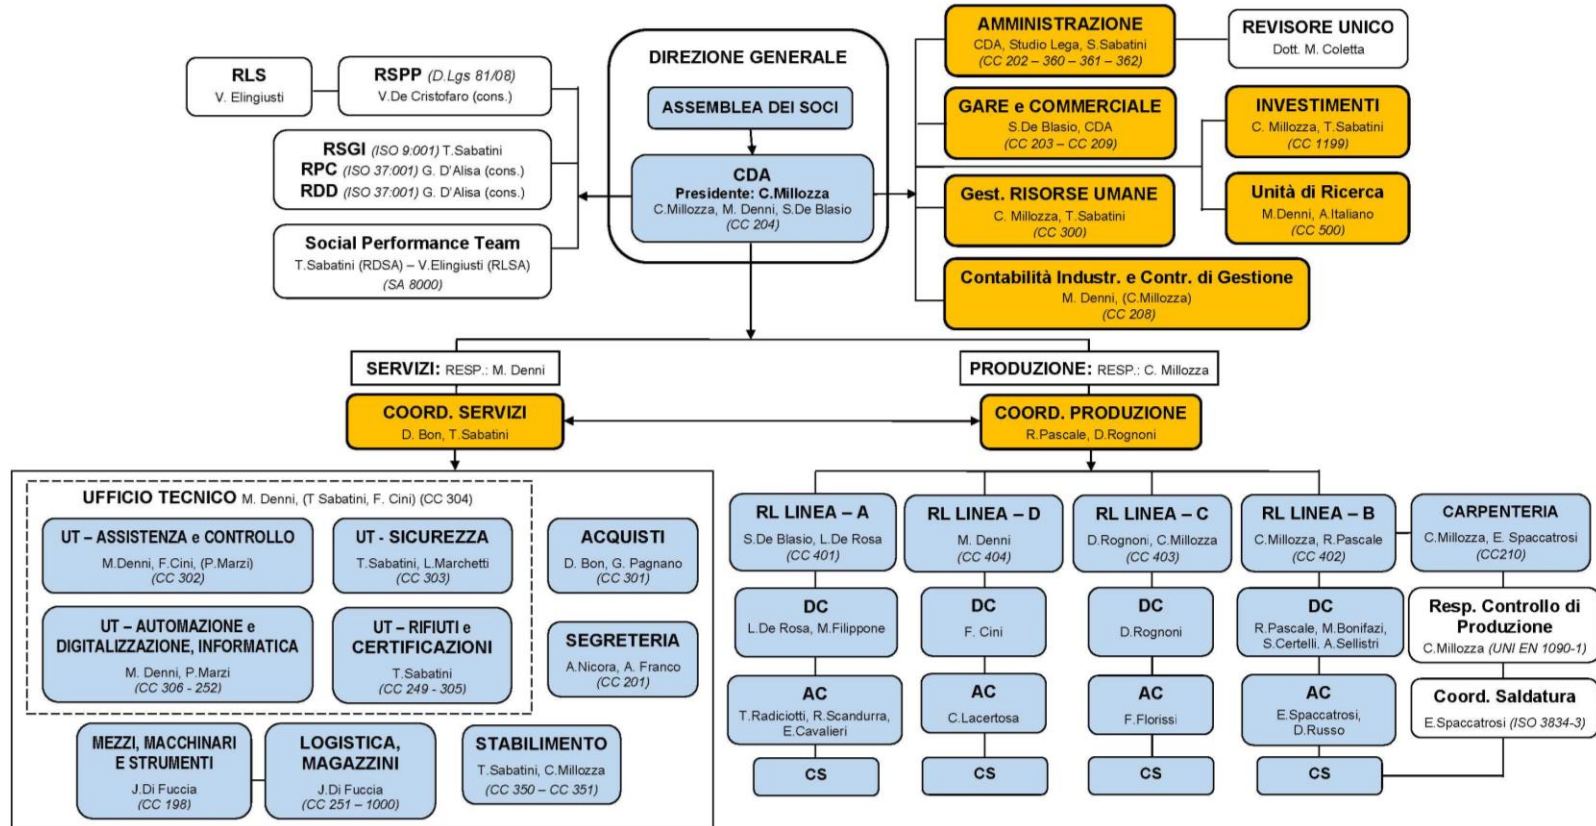 DIREZIONE GENERALE
ASSEMBLEA DEI SOCI
CDA
Presidente: C.Millozza
C.Millozza, M. Denni, S.De Blasio
(CC 204)
RLS
V. Elingiusti
RSPP (D.Lgs 81/08)
V.De Cristofaro (cons.)
RSGI (ISO 9:001) T.Sabatini
RPC (ISO 37:001) G. D'Alisa (cons.)
RDD (ISO 37:001) G. D'Alisa (cons.)
Social Performance Team
T.Sabatini (RDSA) – V.Elingiusti (RLSA)
(SA 8000)
AMMINISTRAZIONE
CDA, Studio Lega, S.Sabatini
(CC 202 – 360 – 361 – 362)
REVISORE UNICO
Dott. M. Coletta
GARE e COMMERCIALE
S.De Blasio, CDA
(CC 203 – CC 209)
INVESTIMENTI
C. Millozza, T.Sabatini
(CC 1199)
Gest. RISORSE UMANE
C. Millozza, T.Sabatini
(CC 300)
Unità di Ricerca
M.Denni, A.Italiano
(CC 500)
Contabilità Industr. e Contr. di Gestione
M. Denni, (C.Millozza)
(CC 208)
SERVIZI: RESP.: M. Denni
PRODUZIONE: RESP.: C. Millozza
COORD. SERVIZI
D. Bon, T.Sabatini
COORD. PRODUZIONE
R.Pascale, D.Rognoni
UFFICIO TECNICO M. Denni, (T Sabatini, F. Cini) (CC 304)
UT – ASSISTENZA e CONTROLLO
M.Denni, F.Cini, (P.Marzi)
(CC 302)
UT - SICUREZZA
T.Sabatini, L.Marchetti
(CC 303)
UT – AUTOMAZIONE e
DIGITALIZZAZIONE, INFORMATICA
M. Denni, P.Marzi
(CC 306 - 252)
UT – RIFIUTI e
CERTIFICAZIONI
T.Sabatini
(CC 249 - 305)
ACQUISTI
D. Bon, G. Pagnano
(CC 301)
SEGRETERIA
A.Nicora, A. Franco
(CC 201)
MEZZI, MACCHINARI
E STRUMENTI
J.Di Fuccia
(CC 198)
LOGISTICA,
MAGAZZINI
J.Di Fuccia
(CC 251 – 1000)
STABILIMENTO
T.Sabatini, C.Millozza
(CC 350 – CC 351)
RL LINEA – A
S.De Blasio, L.De Rosa
(CC 401)
DC
L.De Rosa, M.Filippone
AC
T.Radiciotti, R.Scandurra,
E.Cavalieri
CS
RL LINEA – D
M. Denni
(CC 404)
DC
F. Cini
AC
C.Lacertosa
CS
RL LINEA – C
D.Rognoni, C.Millozza
(CC 403)
DC
D.Rognoni
AC
F.Florissi
CS
RL LINEA – B
C.Millozza, R.Pascale
(CC 402)
DC
R.Pascale, M.Bonifazi,
S.Certelli, A.Sellistri
AC
E.Spaccatrosi,
D.Russo
CS
CARPENTERIA
C.Millozza, E. Spaccatrosi
(CC210)
Resp. Controllo di
Produzione
C.Millozza (UNI EN 1090-1)
Coord. Saldatura
E.Spaccatrosi (ISO 3834-3)